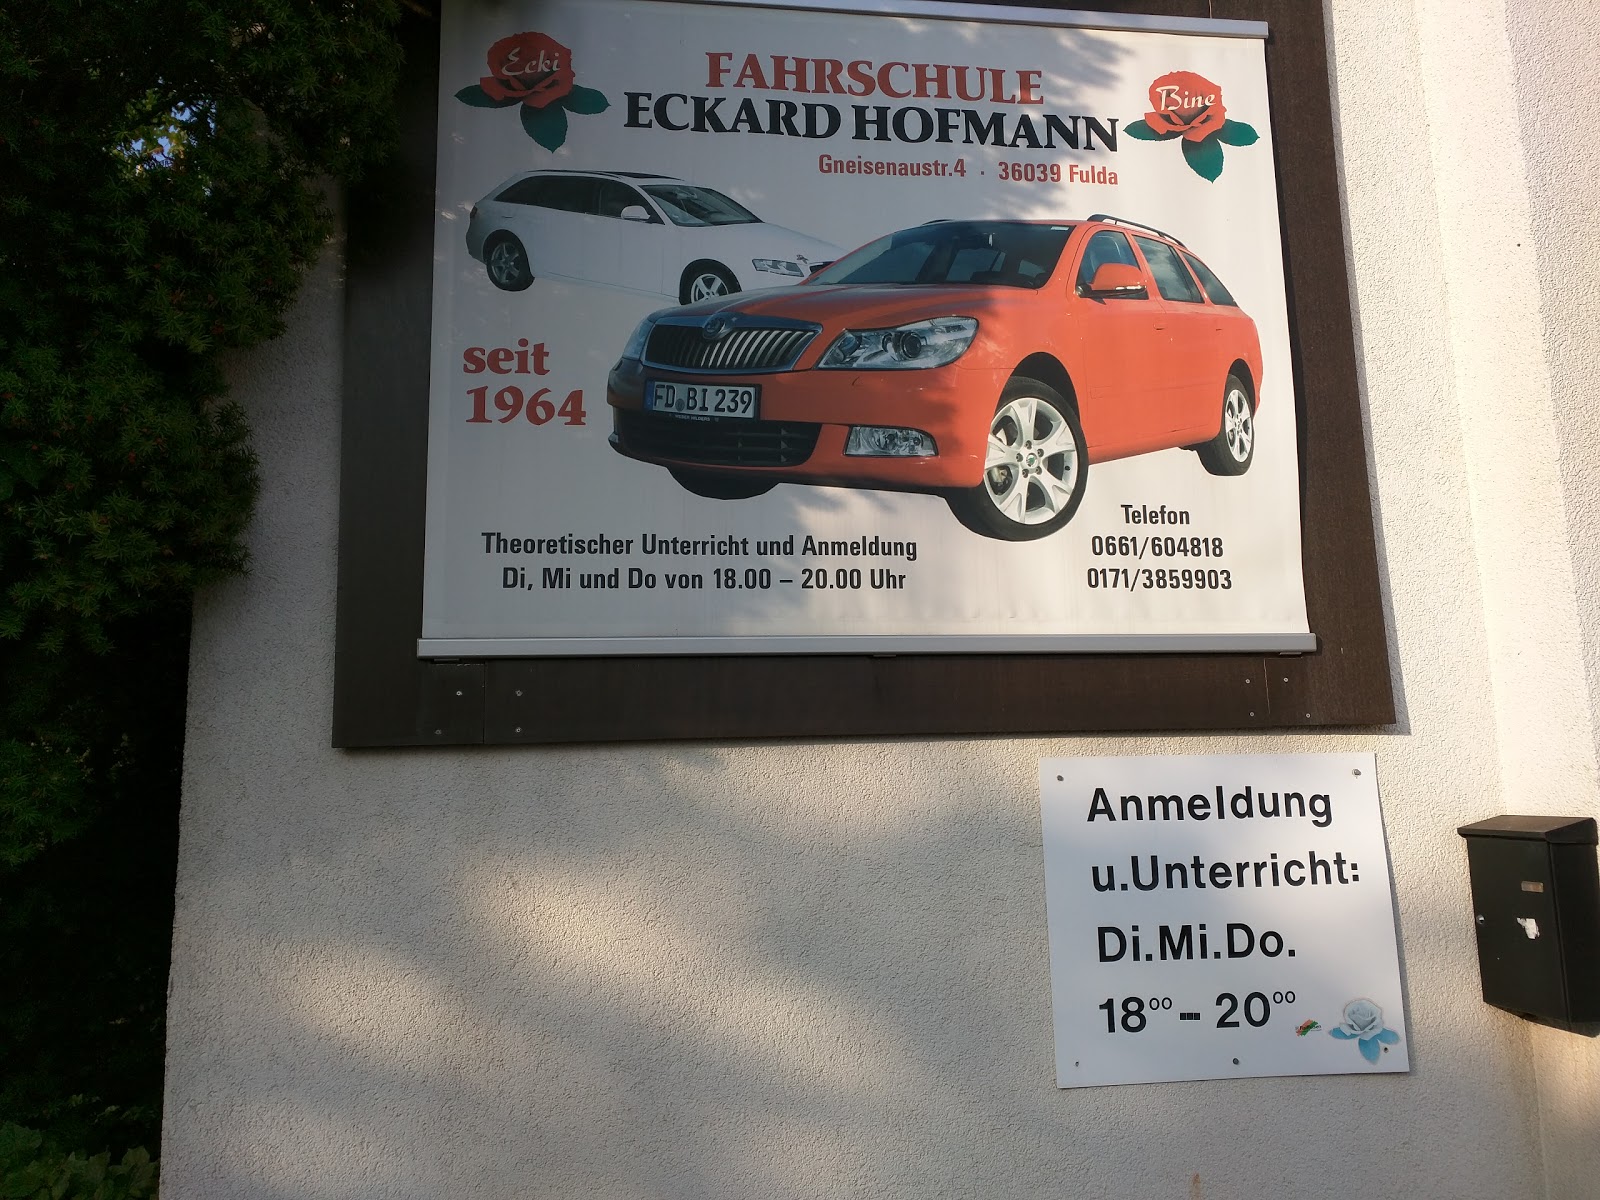 Ecki
FAHRSCHULE
ECKARD HOFMANN
Bine
Gneisenaustr.4 · 36039 Fulda
seit
1964
FD BI 239
Theoretischer Unterricht und Anmeldung
Di, Mi und Do von 18.00 – 20.00 Uhr
Telefon
0661/604818
0171/3859903
Anmeldung
u.Unterricht:
Di.Mi.Do.
18⁰⁰ – 20⁰⁰